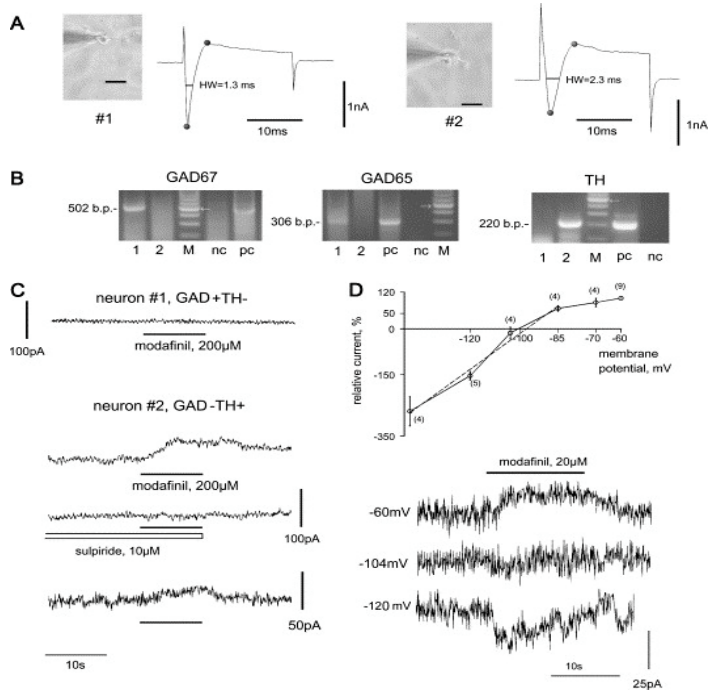 A
#1
HW=1.3 ms
10ms
1nA
#2
HW=2.3 ms
10ms
1nA
B
GAD67
GAD65
TH
502 b.p.-
306 b.p.-
220 b.p.-
1 2 M nc pc
1 2 pc nc M
1 2 M pc nc
C
neuron #1, GAD+TH-
100pA
modafinil, 200µM
neuron #2, GAD-TH+
modafinil, 200µM
100pA
sulpiride, 10µM
50pA
10s
D
relative current, %
120
50
0
-150
-350
-120
-100
-85
-70
-60
membrane
potential, mV
(4)
(5)
(4)
(4)
(4)
(9)
modafinil, 20µM
-60mV
-104mV
-120 mV
10s
25pA